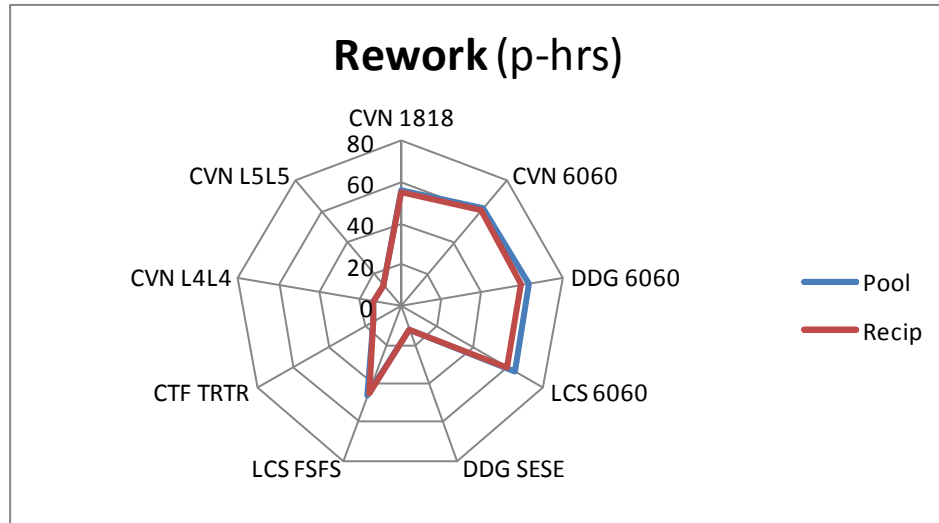 Rework (p-hrs)
CVN 1818
80
60
40
20
0
CVN 6060
DDG 6060
LCS 6060
DDG SESE
LCS FSFS
CTF TRTR
CVN L4L4
CVN L5L5
Pool
Recip